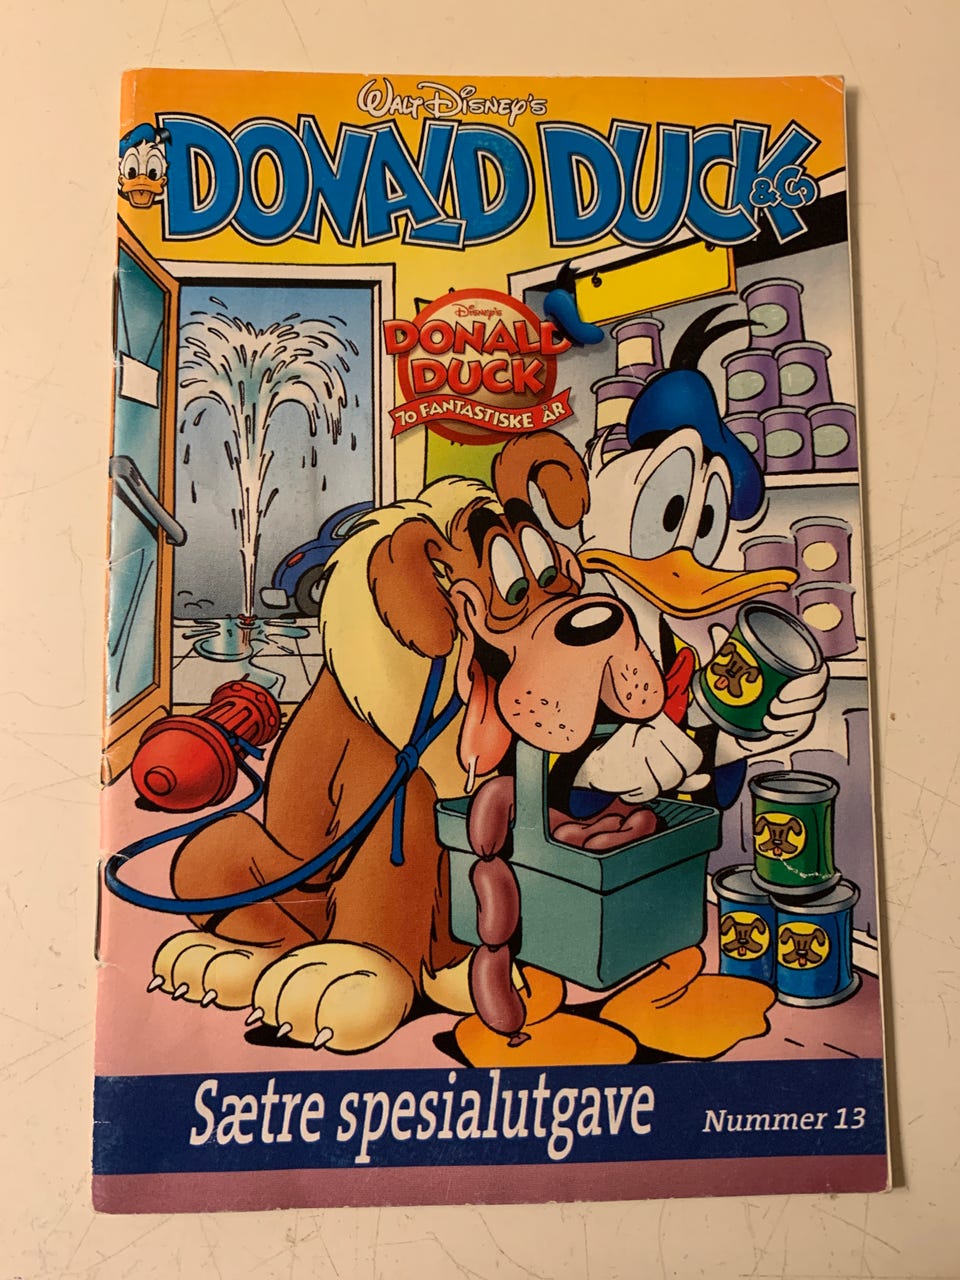 WALT DISNEY'S
DONALD DUCK
& Co
DISNEY'S
DONALD
DUCK
70 FANTASTISKE ÅR
Sætre spesialutgave
Nummer 13